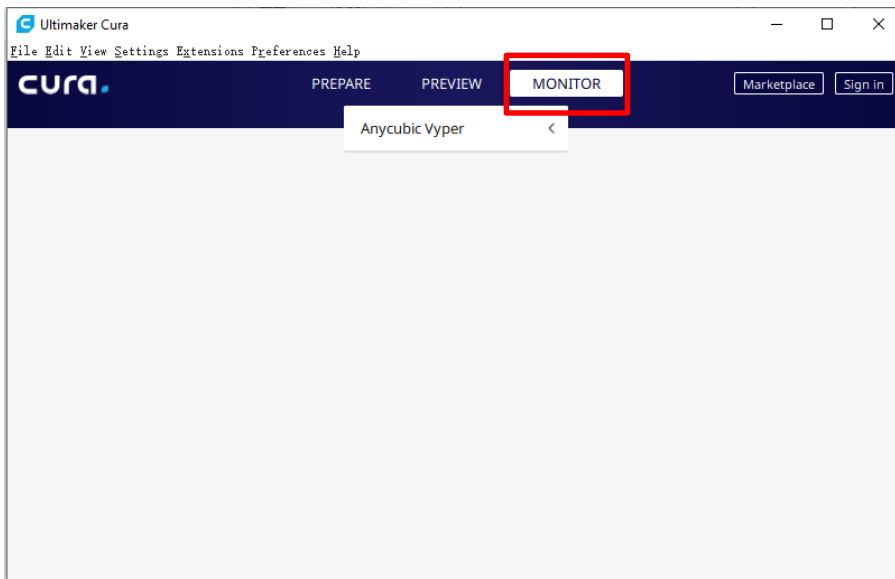 Ultimaker Cura
File Edit View Settings Extensions Preferences Help
cura. PREPARE PREVIEW MONITOR Marketplace Sign in
Anycubic Vyper